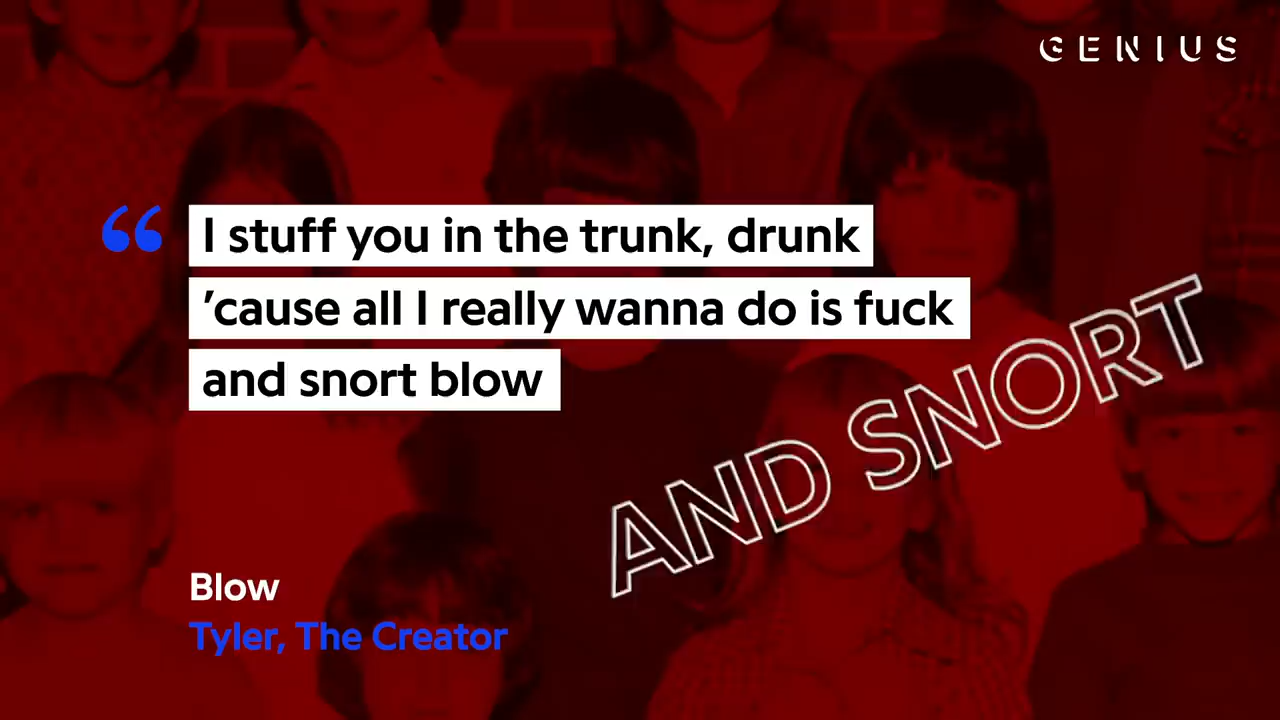 GENIUS
“
I stuff you in the trunk, drunk
’cause all I really wanna do is fuck
and snort blow
AND SNORT
Blow
Tyler, The Creator